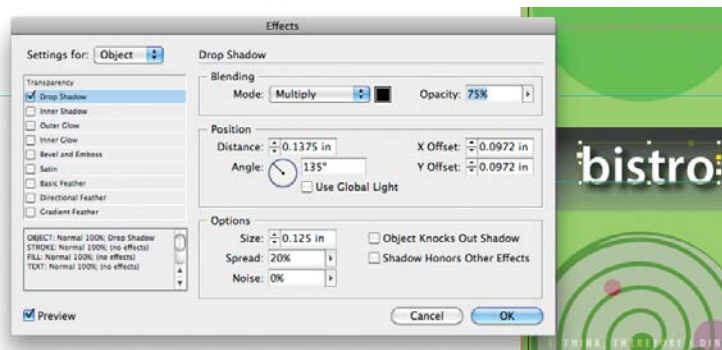 Effects
Settings for: Object
Transparency
Drop Shadow
Inner Shadow
Outer Glow
Inner Glow
Bevel and Emboss
Satin
Basic Feather
Directional Feather
Gradient Feather
OBJECT: Normal 100%; Drop Shadow
STROKE: Normal 100%; (no effects)
FILL: Normal 100%; (no effects)
TEXT: Normal 100%; (no effects)
Preview
Drop Shadow
Blending
Mode: Multiply
Opacity: 75%
Position
Distance: 0.1375 in
X Offset: 0.0972 in
Angle: 135°
Y Offset: 0.0972 in
Use Global Light
Options
Size: 0.125 in
Object Knocks Out Shadow
Spread: 20%
Shadow Honors Other Effects
Noise: 0%
Cancel
OK
bistro
I THINK, THEREFORE I DIN